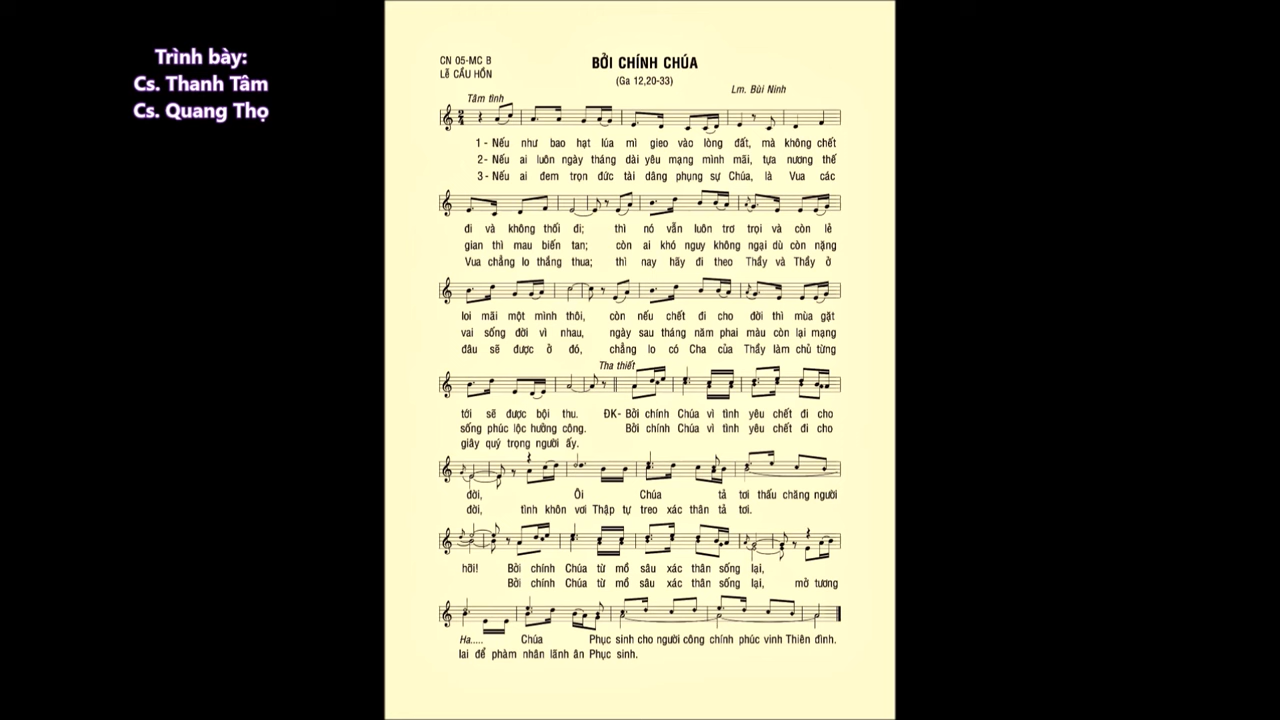 Trình bày:
Cs. Thanh Tâm
Cs. Quang Thọ
CN 05-MC B
Lễ CẦU HỒN
BỞI CHÍNH CHÚA
(Ga 12,20-33)
Lm. Bùi Ninh
Tâm tình
1 - Nếu như bao hạt lúa mì gieo vào lòng đất, mà không chết
2- Nếu ai luôn ngày tháng dài yêu mạng mình mãi, tựa nương thế
3 - Nếu ai đem trọn đức tài dâng phụng sự Chúa, là Vua các
đi và không thối đi; thì nó vẫn luôn trơ trọi và còn lẻ
gian thì mau biến tan; còn ai khó nguy không ngại dù còn nặng
Vua chẳng lo thắng thua; thì nay hãy đi theo Thầy và Thầy ở
loi mãi một mình thôi, còn nếu chết đi cho đời thì mùa gặt
vai sống đời vì nhau, ngày sau tháng năm phai màu còn lại mạng
đâu sẽ được ở đó, chẳng lo có Cha của Thầy làm chủ từng
Tha thiết
tới sẽ được bội thu. ĐK- Bởi chính Chúa vì tình yêu chết đi cho
sống phúc lộc hưởng công. Bởi chính Chúa vì tình yêu chết đi cho
giây quý trọng người ấy.
đời, Ôi Chúa tả tơi thấu chăng người
đời, tình khôn vơi Thập tự treo xác thân tả tơi.
hỡi! Bởi chính Chúa từ mồ sâu xác thân sống lại,
Bởi chính Chúa từ mồ sâu xác thân sống lại, mở tương
Ha..... Chúa Phục sinh cho người công chính phúc vinh Thiên đình.
lai để phàm nhân lãnh ân Phục sinh.